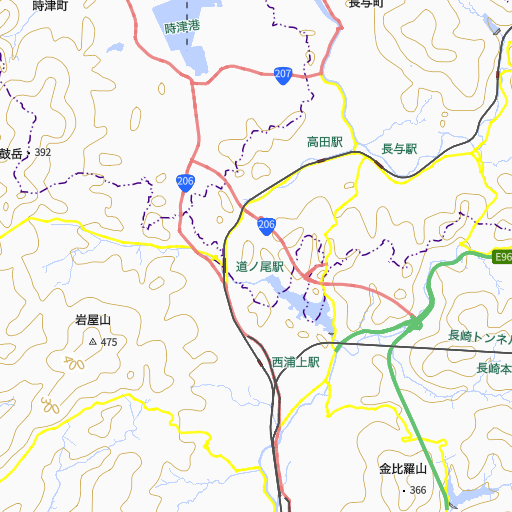 時津町
長与町
時津港
207
高田駅
長与駅
鼓岳
392
206
206
道ノ尾駅
E96
岩屋山
475
長崎トンネル
西浦上駅
長崎本
金比羅山
366